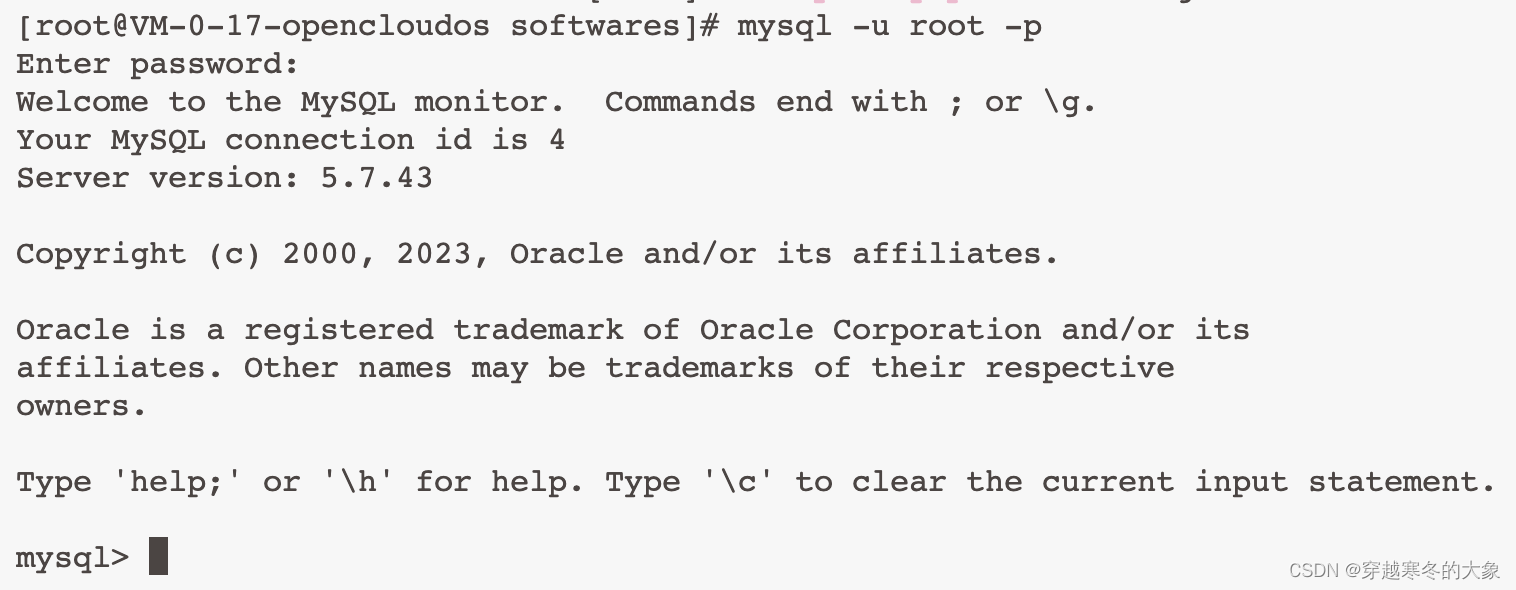 [root@VM-0-17-opencloudos softwares]# mysql -u root -p
Enter password:
Welcome to the MySQL monitor.  Commands end with ; or \g.
Your MySQL connection id is 4
Server version: 5.7.43
Copyright (c) 2000, 2023, Oracle and/or its affiliates.
Oracle is a registered trademark of Oracle Corporation and/or its
affiliates. Other names may be trademarks of their respective
owners.
Type 'help;' or '\h' for help. Type '\c' to clear the current input statement.
mysql>
CSDN @穿越寒冬的大象